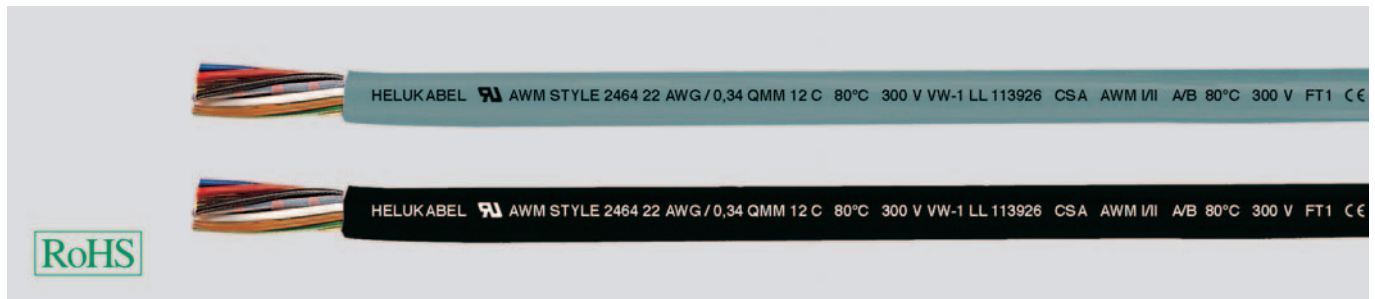 HELUKABEL RU AWM STYLE 2464 22 AWG / 0,34 QMM 12 C 80°C 300 V VW-1 LL 113926 CSA AWM I/II A/B 80°C 300 V FT1 CE
HELUKABEL RU AWM STYLE 2464 22 AWG / 0,34 QMM 12 C 80°C 300 V VW-1 LL 113926 CSA AWM I/II A/B 80°C 300 V FT1 CE
RoHS